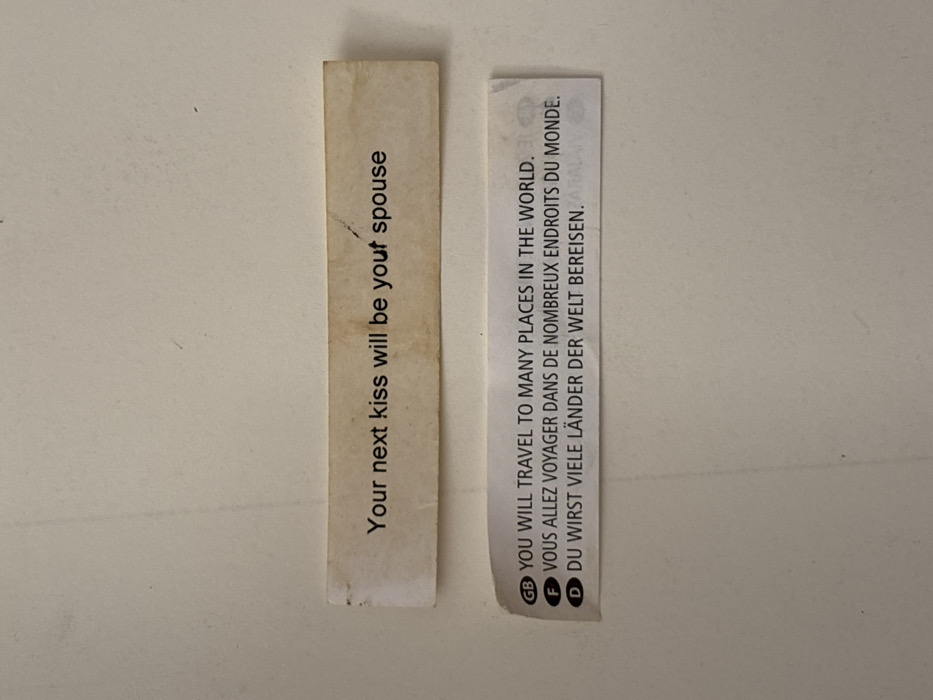 Your next kiss will be your spouse
GB YOU WILL TRAVEL TO MANY PLACES IN THE WORLD.
F VOUS ALLEZ VOYAGER DANS DE NOMBREUX ENDROITS DU MONDE.
D DU WIRST VIELE LÄNDER DER WELT BEREISEN.